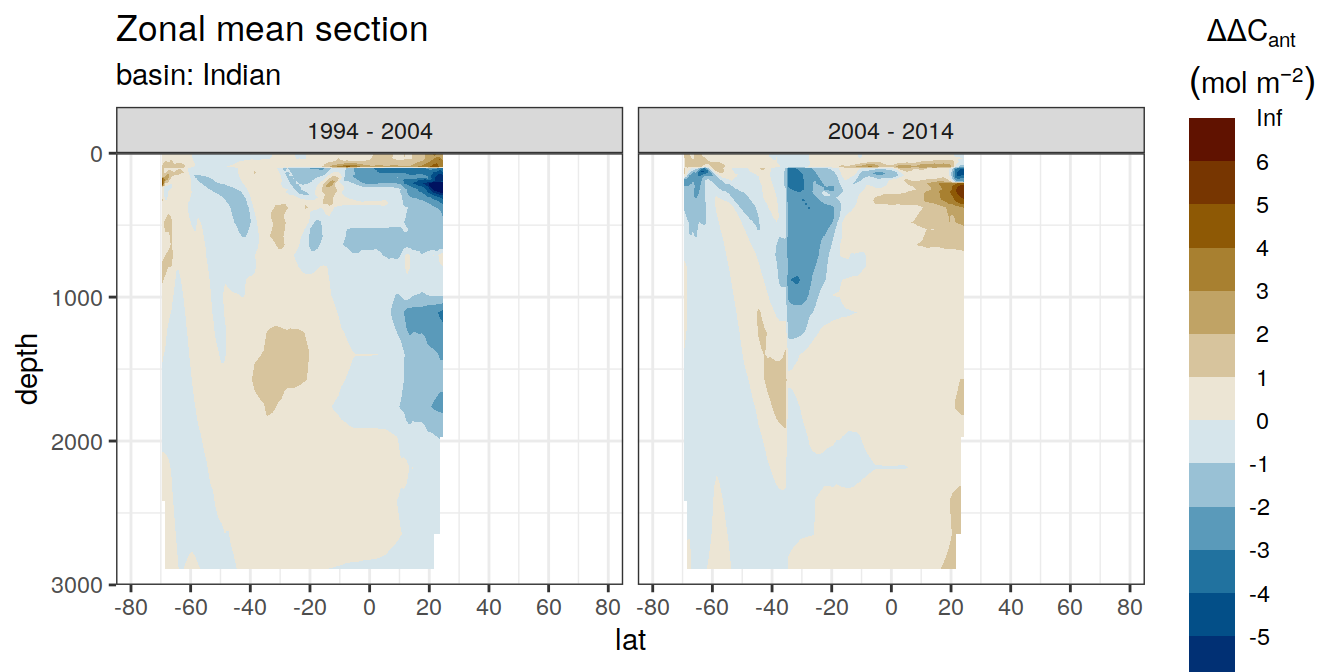 Zonal mean section
basin: Indian
1994 - 2004
2004 - 2014
0
1000
2000
3000
depth
-80 -60 -40 -20 0 20 40 60 80
-80 -60 -40 -20 0 20 40 60 80
lat
ΔΔCant
(mol m−2)
Inf
6
5
4
3
2
1
0
-1
-2
-3
-4
-5